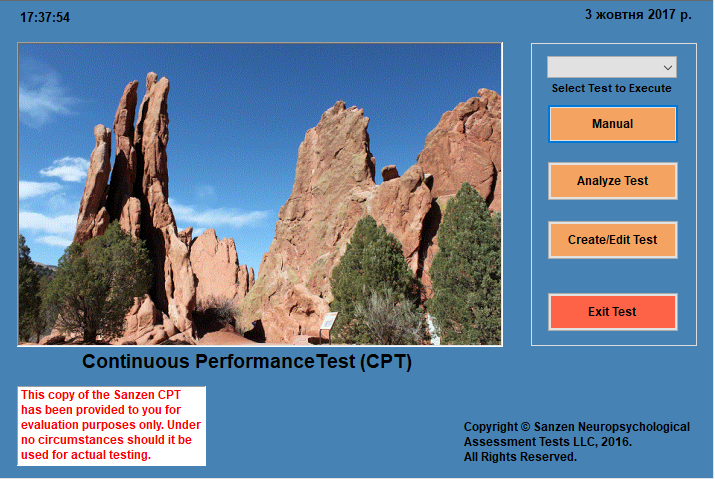 17:37:54
3 жовтня 2017 р.
Select Test to Execute
Manual
Analyze Test
Create/Edit Test
Exit Test
Continuous PerformanceTest (CPT)
This copy of the Sanzen CPT
has been provided to you for
evaluation purposes only. Under
no circumstances should it be
used for actual testing.
Copyright © Sanzen Neuropsychological
Assessment Tests LLC, 2016.
All Rights Reserved.